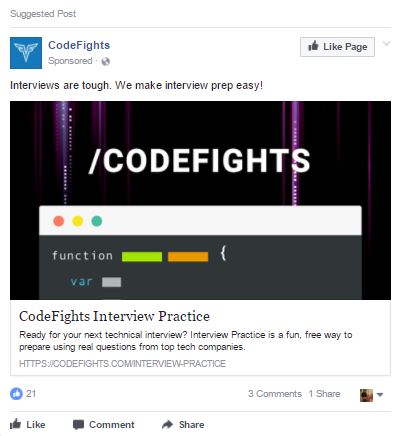 Suggested Post
CodeFights
Sponsored ·
Like Page
Interviews are tough. We make interview prep easy!
/CODEFIGHTS
function {
var
CodeFights Interview Practice
Ready for your next technical interview? Interview Practice is a fun, free way to
prepare using real questions from top tech companies.
HTTPS://CODEFIGHTS.COM/INTERVIEW-PRACTICE
21
3 Comments 1 Share
Like Comment Share